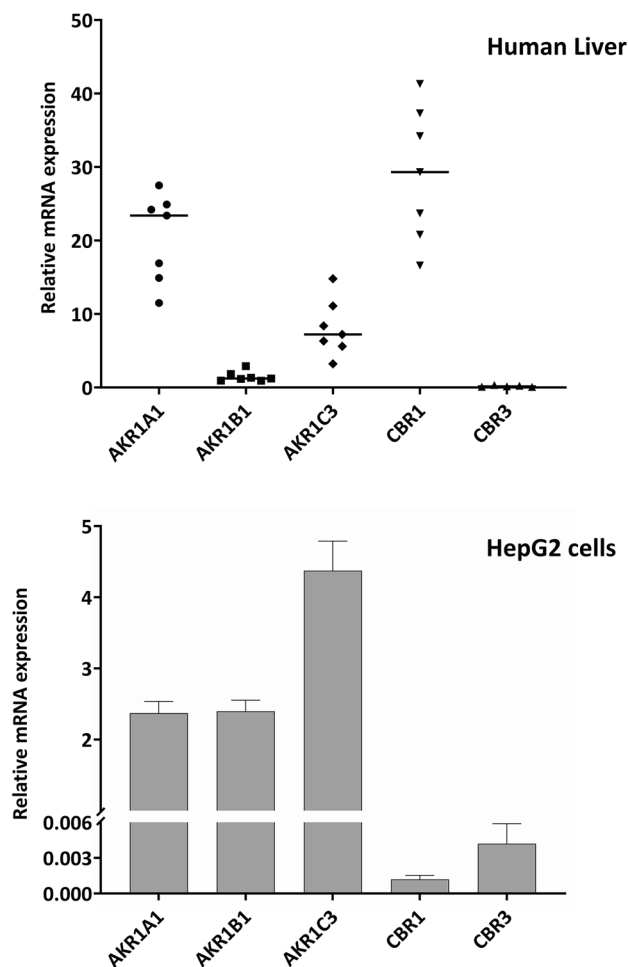 Human Liver
Relative mRNA expression
50
40
30
20
10
0
AKR1A1
AKR1B1
AKR1C3
CBR1
CBR3
HepG2 cells
Relative mRNA expression
5
4
3
2
0.006
0.003
0.000
AKR1A1
AKR1B1
AKR1C3
CBR1
CBR3